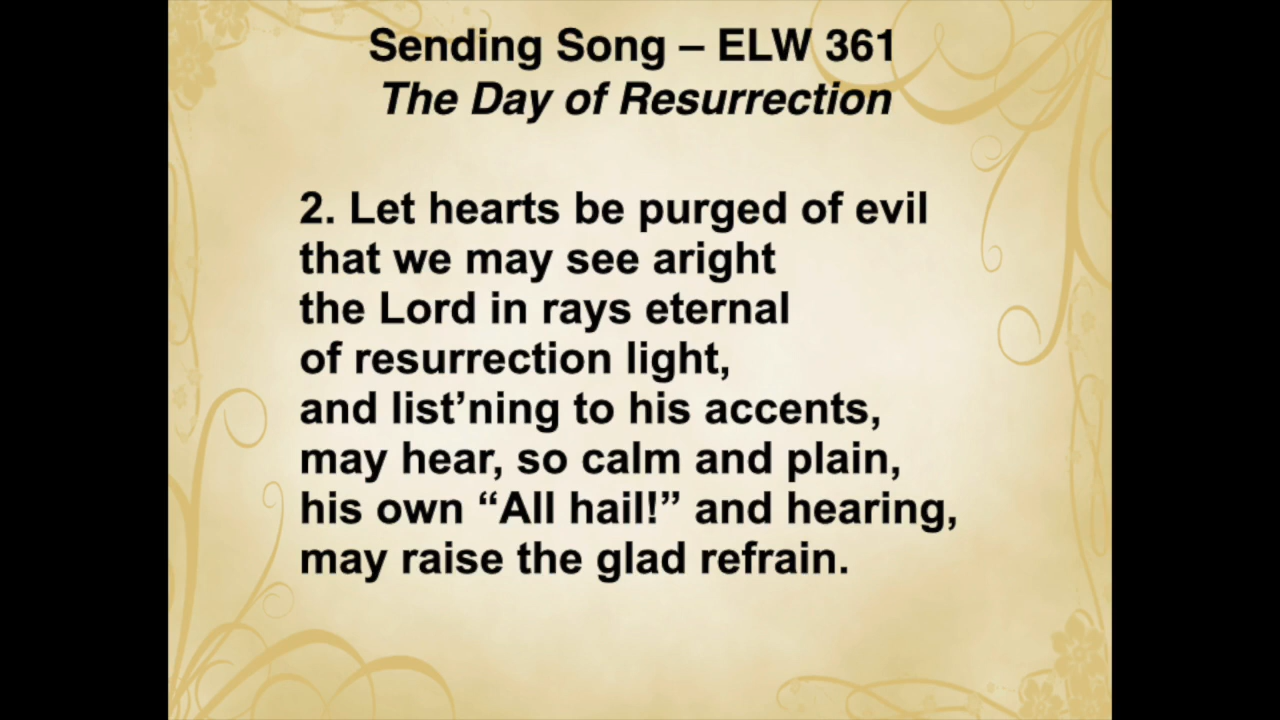 Sending Song – ELW 361
The Day of Resurrection
2. Let hearts be purged of evil
that we may see aright
the Lord in rays eternal
of resurrection light,
and list’ning to his accents,
may hear, so calm and plain,
his own “All hail!” and hearing,
may raise the glad refrain.